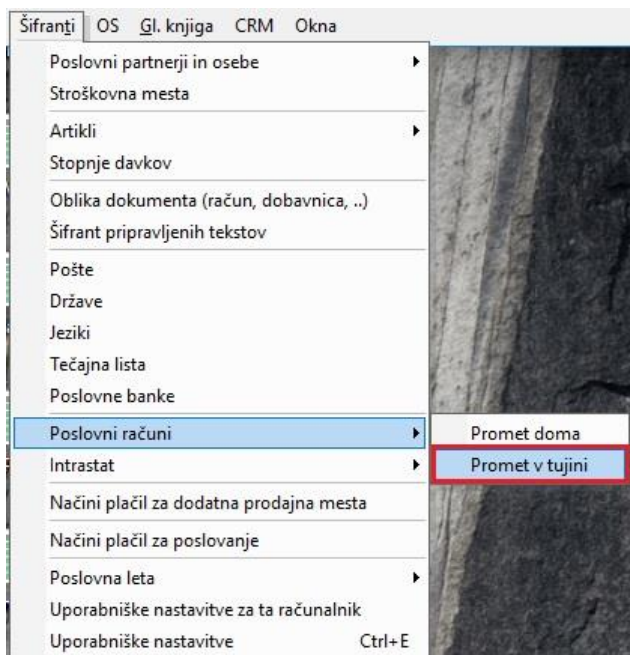 Šifranti OS Gl. knjiga CRM Okna
Poslovni partnerji in osebe
Stroškovna mesta
Artikli
Stopnje davkov
Oblika dokumenta (račun, dobavnica, ..)
Šifrant pripravljenih tekstov
Pošte
Države
Jeziki
Tečajna lista
Poslovne banke
Poslovni računi
Promet doma
Intrastat
Promet v tujini
Načini plačil za dodatna prodajna mesta
Načini plačil za poslovanje
Poslovna leta
Uporabniške nastavitve za ta računalnik
Uporabniške nastavitve Ctrl+E